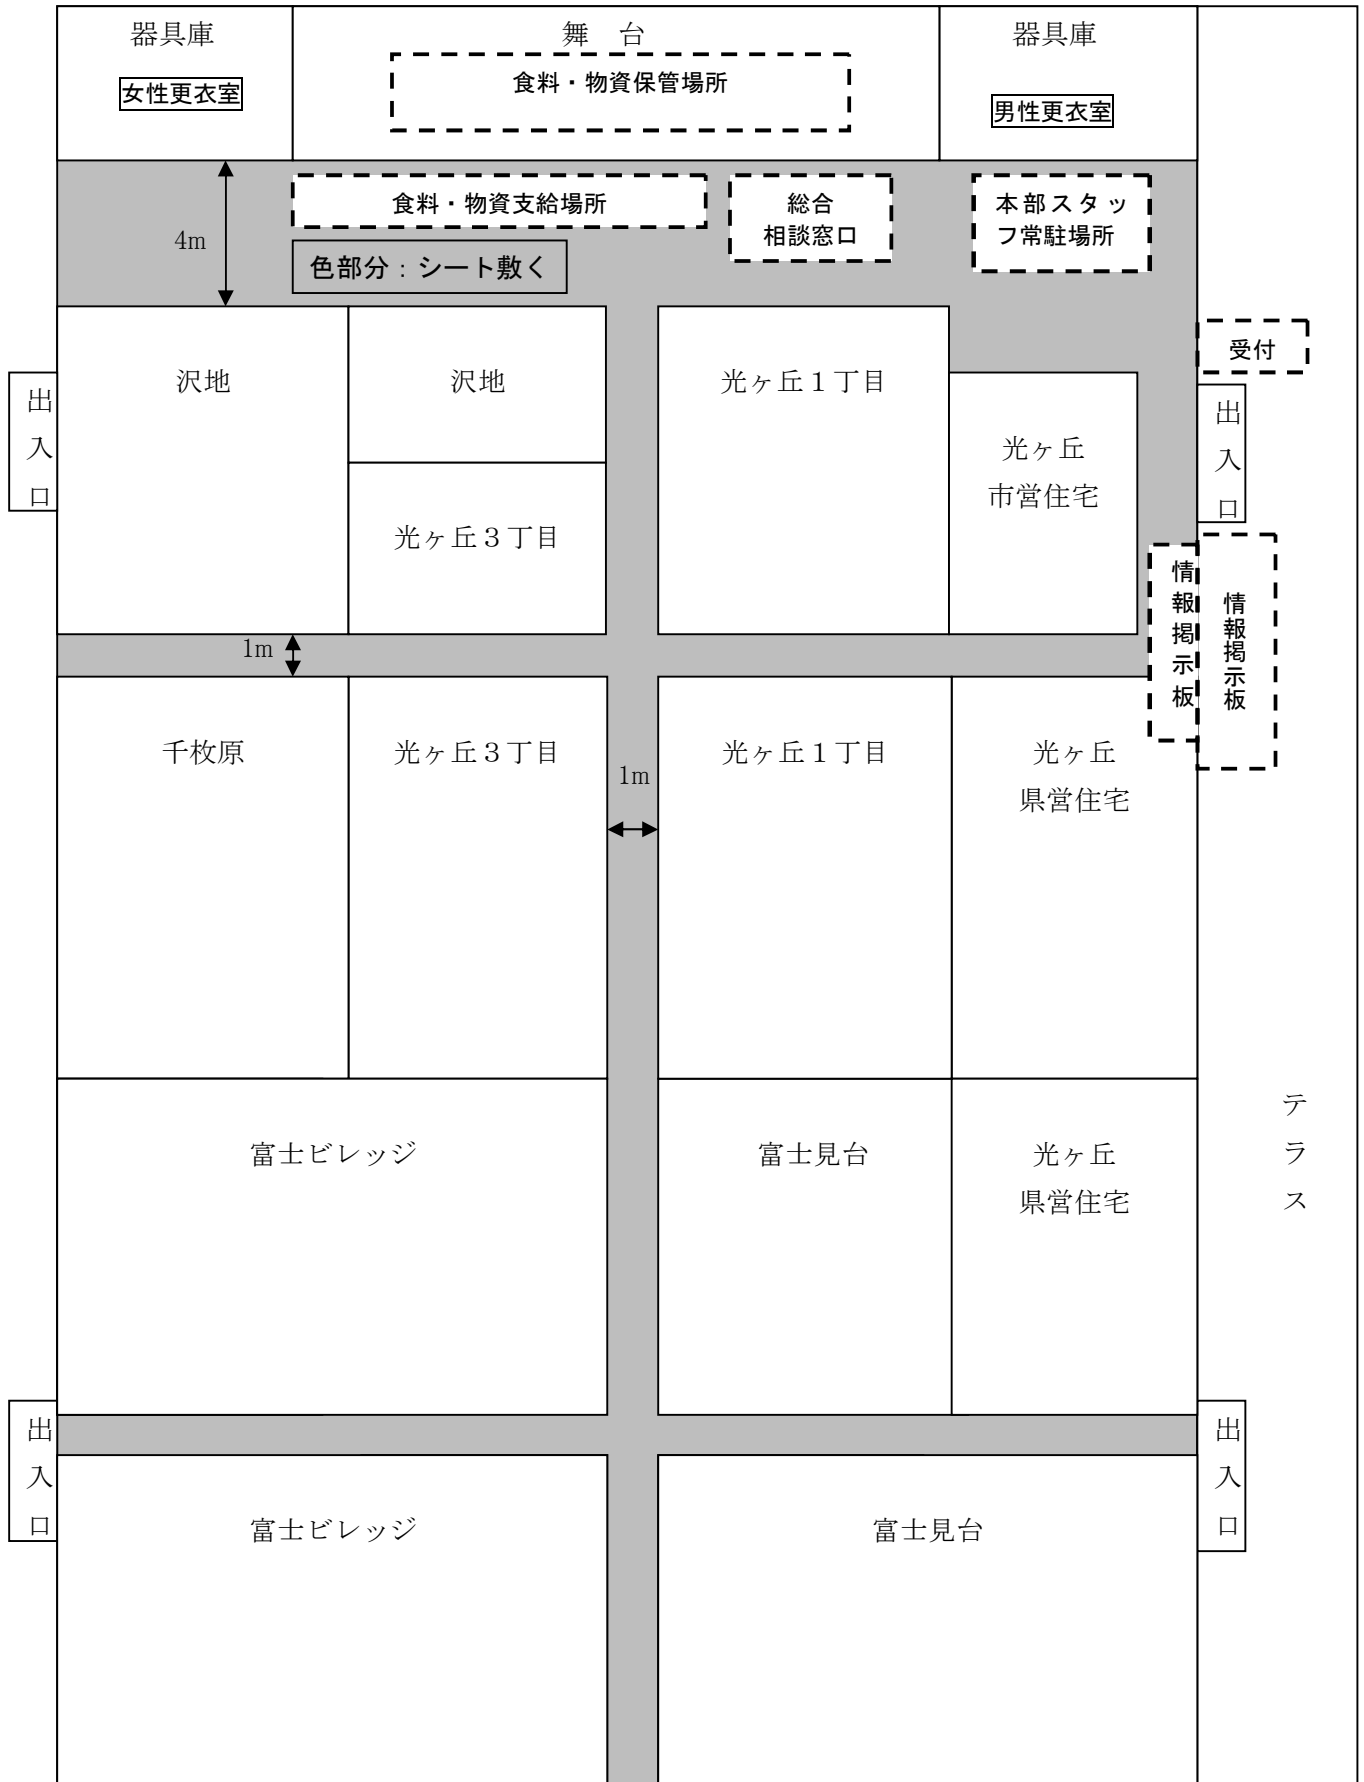 器具庫
舞 台
器具庫
女性更衣室
食料・物資保管場所
男性更衣室
食料・物資支給場所
総合
相談窓口
本部スタッ
フ常駐場所
4m
色部分：シート敷く
受付
沢地
沢地
光ヶ丘１丁目
出入口
出入口
光ヶ丘
市営住宅
光ヶ丘３丁目
情報掲示板
情報掲示板
1m
千枚原
光ヶ丘３丁目
光ヶ丘１丁目
光ヶ丘
県営住宅
1m
テラス
富士ビレッジ
富士見台
光ヶ丘
県営住宅
出入口
出入口
富士ビレッジ
富士見台